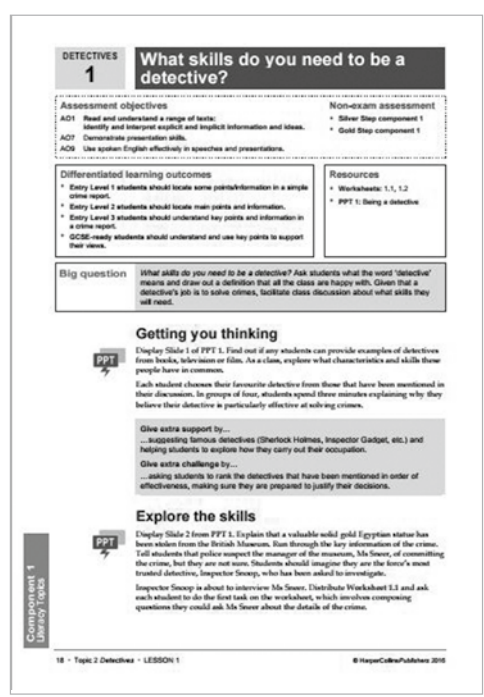 DETECTIVES
1
What skills do you need to be a
detective?
Assessment objectives
AO1 Read and understand a range of texts:
identify and interpret explicit and implicit information and ideas.
AO7 Demonstrate presentation skills.
AO9 Use spoken English effectively in speeches and presentations.
Non-exam assessment
• Silver Step component 1
• Gold Step component 1
Differentiated learning outcomes
• Entry Level 1 students should locate some points/information in a simple
crime report.
• Entry Level 2 students should locate main points and information.
• Entry Level 3 students should understand key points and information in
a crime report.
• GCSE-ready students should understand and use key points to support
their views.
Resources
• Worksheets: 1.1, 1.2
• PPT 1: Being a detective
Big question
What skills do you need to be a detective? Ask students what the word 'detective'
means and draw out a definition that all the class are happy with. Given that a
detective's job is to solve crimes, facilitate class discussion about what skills they
will need.
Getting you thinking
PPT
Display Slide 1 of PPT 1. Find out if any students can provide examples of detectives
from books, television or film. As a class, explore what characteristics and skills these
people have in common.
Each student chooses their favourite detective from those that have been mentioned in
their discussion. In groups of four, students spend three minutes explaining why they
believe their detective is particularly effective at solving crimes.
Give extra support by…
…suggesting famous detectives (Sherlock Holmes, Inspector Gadget, etc.) and
helping students to explore how they carry out their occupation.
Give extra challenge by…
…asking students to rank the detectives that have been mentioned in order of
effectiveness, making sure they are prepared to justify their decisions.
Explore the skills
PPT
Display Slide 2 from PPT 1. Explain that a valuable solid gold Egyptian statue has
been stolen from the British Museum. Run through the key information of the crime.
Tell students that police suspect the manager of the museum, Ms Sneer, of committing
the crime, but they are not sure. Students should imagine they are the force's most
trusted detective, Inspector Snoop, who has been asked to investigate.
Inspector Snoop is about to interview Ms Sneer. Distribute Worksheet 1.1 and ask
each student to do the first task on the worksheet, which involves composing
questions they could ask Ms Sneer about the details of the crime.
Component 1
Literacy Topics
18 • Topic 2 Detectives • LESSON 1
© HarperCollinsPublishers 2016